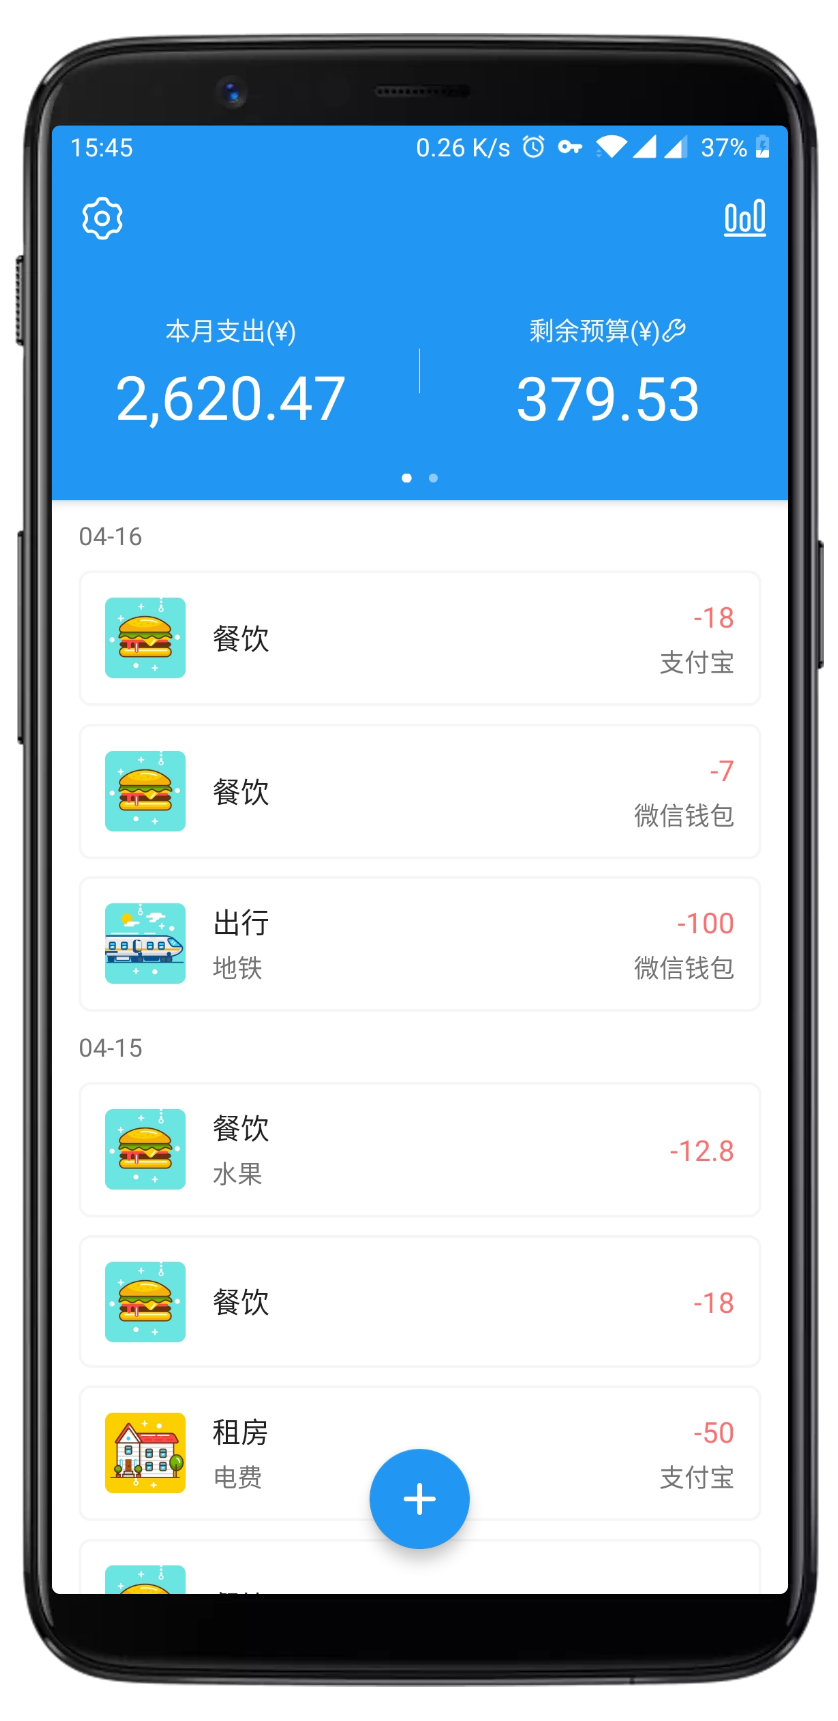 15:45 0.26 K/s 37%
本月支出(¥) 剩余预算(¥)
2,620.47 379.53
04-16
餐饮
-18
支付宝
餐饮
-7
微信钱包
出行 -100
地铁 微信钱包
04-15
餐饮
水果
-12.8
餐饮 -18
租房 -50
电费 支付宝